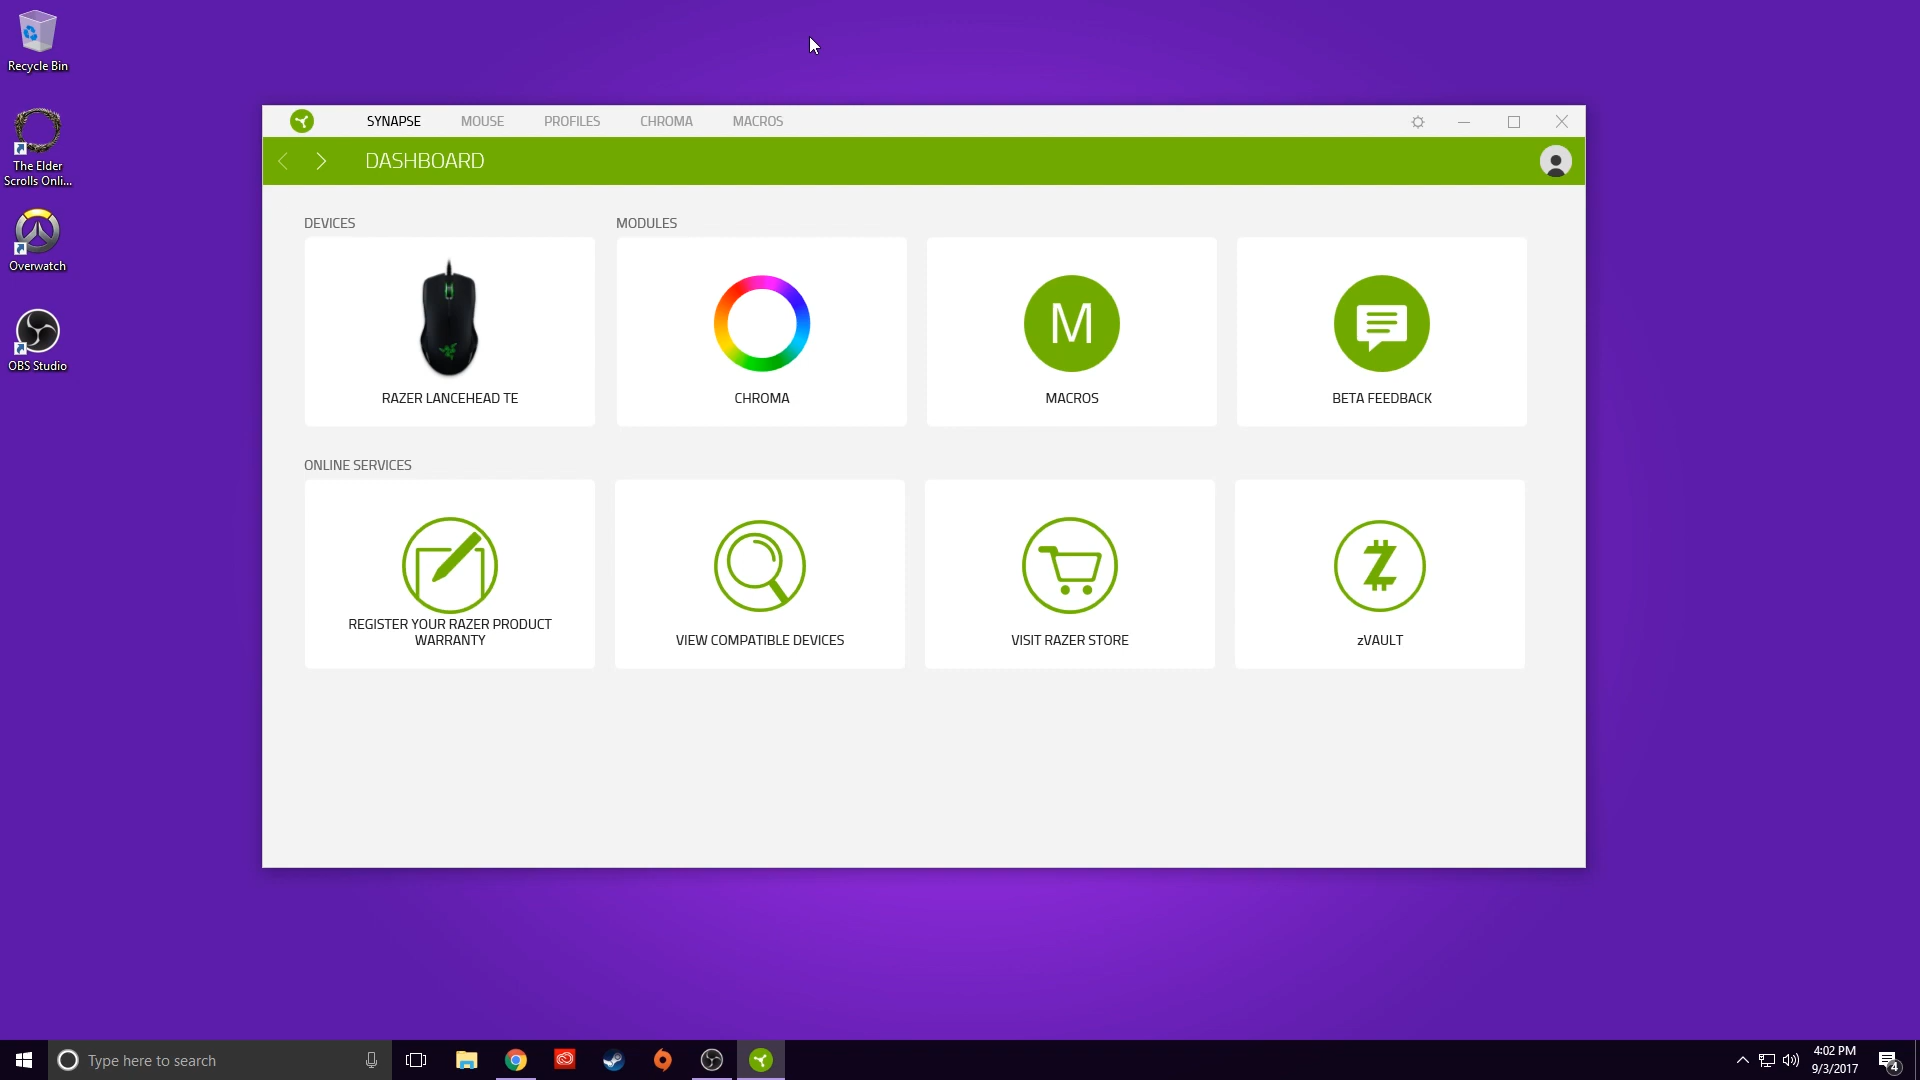 Recycle Bin
The Elder
Scrolls Onli...
Overwatch
OBS Studio
SYNAPSE MOUSE PROFILES CHROMA MACROS
DASHBOARD
DEVICES MODULES
RAZER LANCEHEAD TE
CHROMA
M
MACROS
BETA FEEDBACK
ONLINE SERVICES
REGISTER YOUR RAZER PRODUCT
WARRANTY
VIEW COMPATIBLE DEVICES
VISIT RAZER STORE
Z
zVAULT
Type here to search
4:02 PM
9/3/2017
4